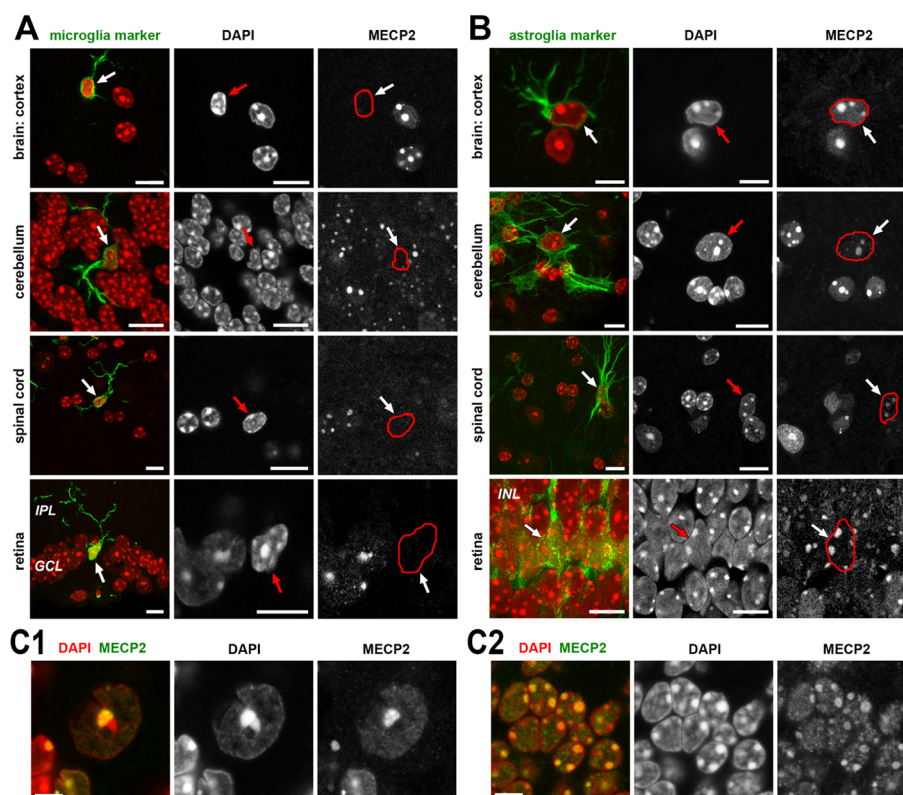 A
microglia marker
DAPI
MECP2
brain: cortex
cerebellum
spinal cord
retina
IPL
GCL
B
astroglia marker
DAPI
MECP2
brain: cortex
cerebellum
spinal cord
retina
INL
C1
DAPI MECP2
DAPI
MECP2
C2
DAPI MECP2
DAPI
MECP2